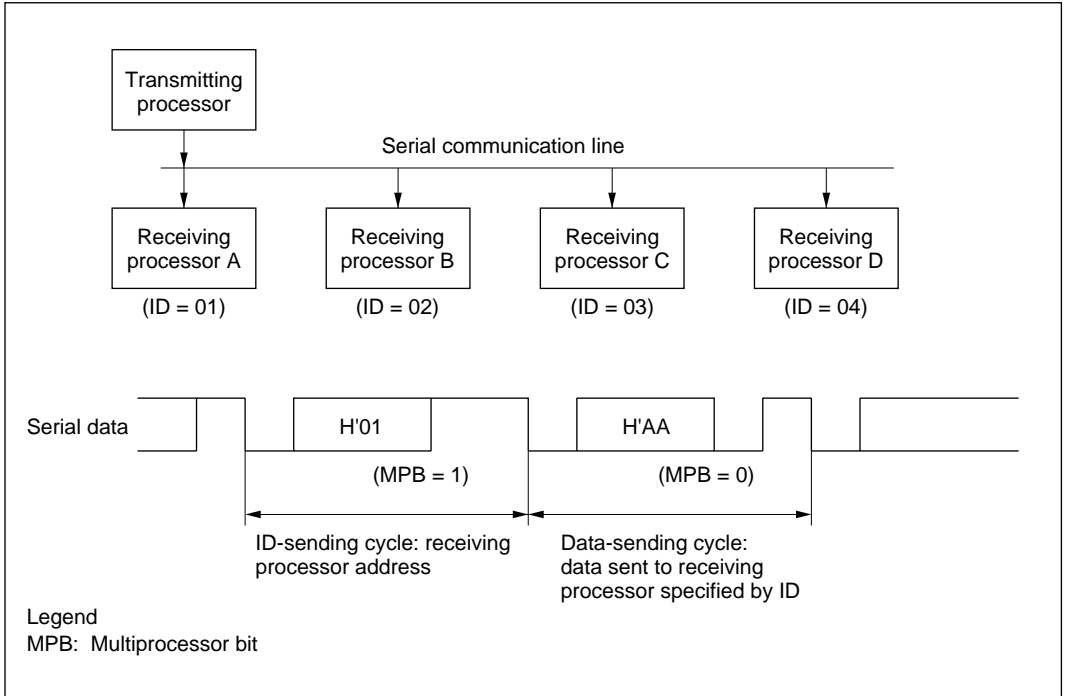 Transmitting
processor
Serial communication line
Receiving
processor A
Receiving
processor B
Receiving
processor C
Receiving
processor D
(ID = 01)
(ID = 02)
(ID = 03)
(ID = 04)
Serial data
H'01
H'AA
(MPB = 1)
(MPB = 0)
ID-sending cycle: receiving
processor address
Data-sending cycle:
data sent to receiving
processor specified by ID
Legend
MPB: Multiprocessor bit